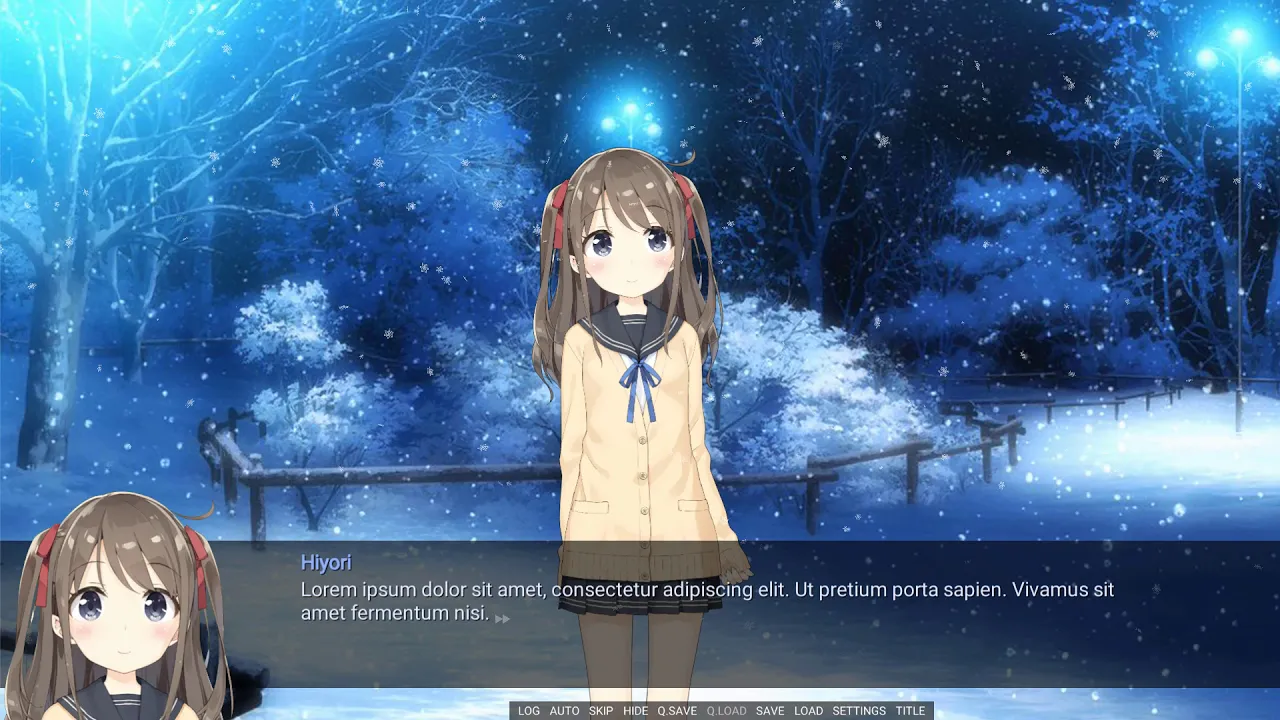 Hiyori
Lorem ipsum dolor sit amet, consectetur adipiscing elit. Ut pretium porta sapien. Vivamus sit
amet fermentum nisi.
LOG AUTO SKIP HIDE Q.SAVE Q.LOAD SAVE LOAD SETTINGS TITLE